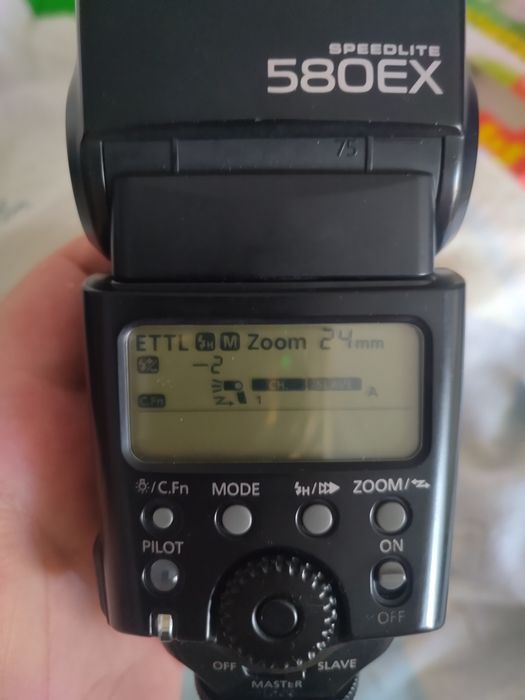 SPEEDLITE
580EX
75
ETTL H M Zoom 24mm
-2
CH. SLAVE
A
C.Fn 1
/C.Fn MODE H/ ZOOM/
PILOT ON
OFF
OFF SLAVE
MASTER